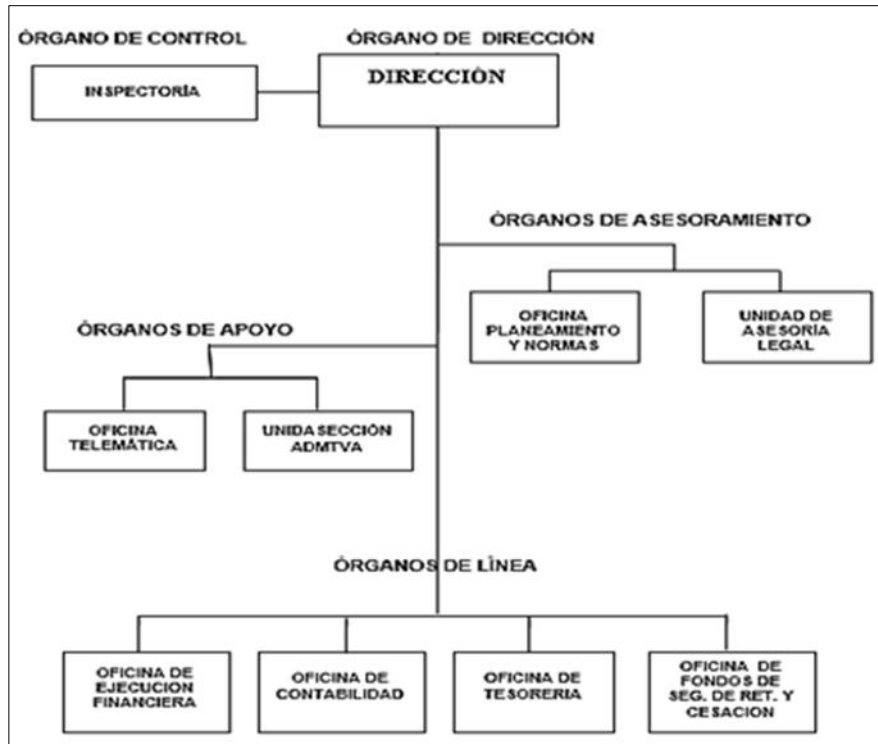 ÓRGANO DE CONTROL
ÓRGANO DE DIRECCIÓN
INSPECTORÍA
DIRECCIÓN
ÓRGANOS DE ASESORAMIENTO
OFICINA
PLANEAMIENTO
Y NORMAS
UNIDAD DE
ASESORÍA
LEGAL
ÓRGANOS DE APOYO
OFICINA
TELEMÁTICA
UNIDASECCIÓN
ADMTVA
ÓRGANOS DE LÍNEA
OFICINA DE
EJECUCION
FINANCIERA
OFICINA DE
CONTABILIDAD
OFICINA DE
TESORERIA
OFICINA DE
FONDOS DE
SEG. DE RET. Y
CESACION